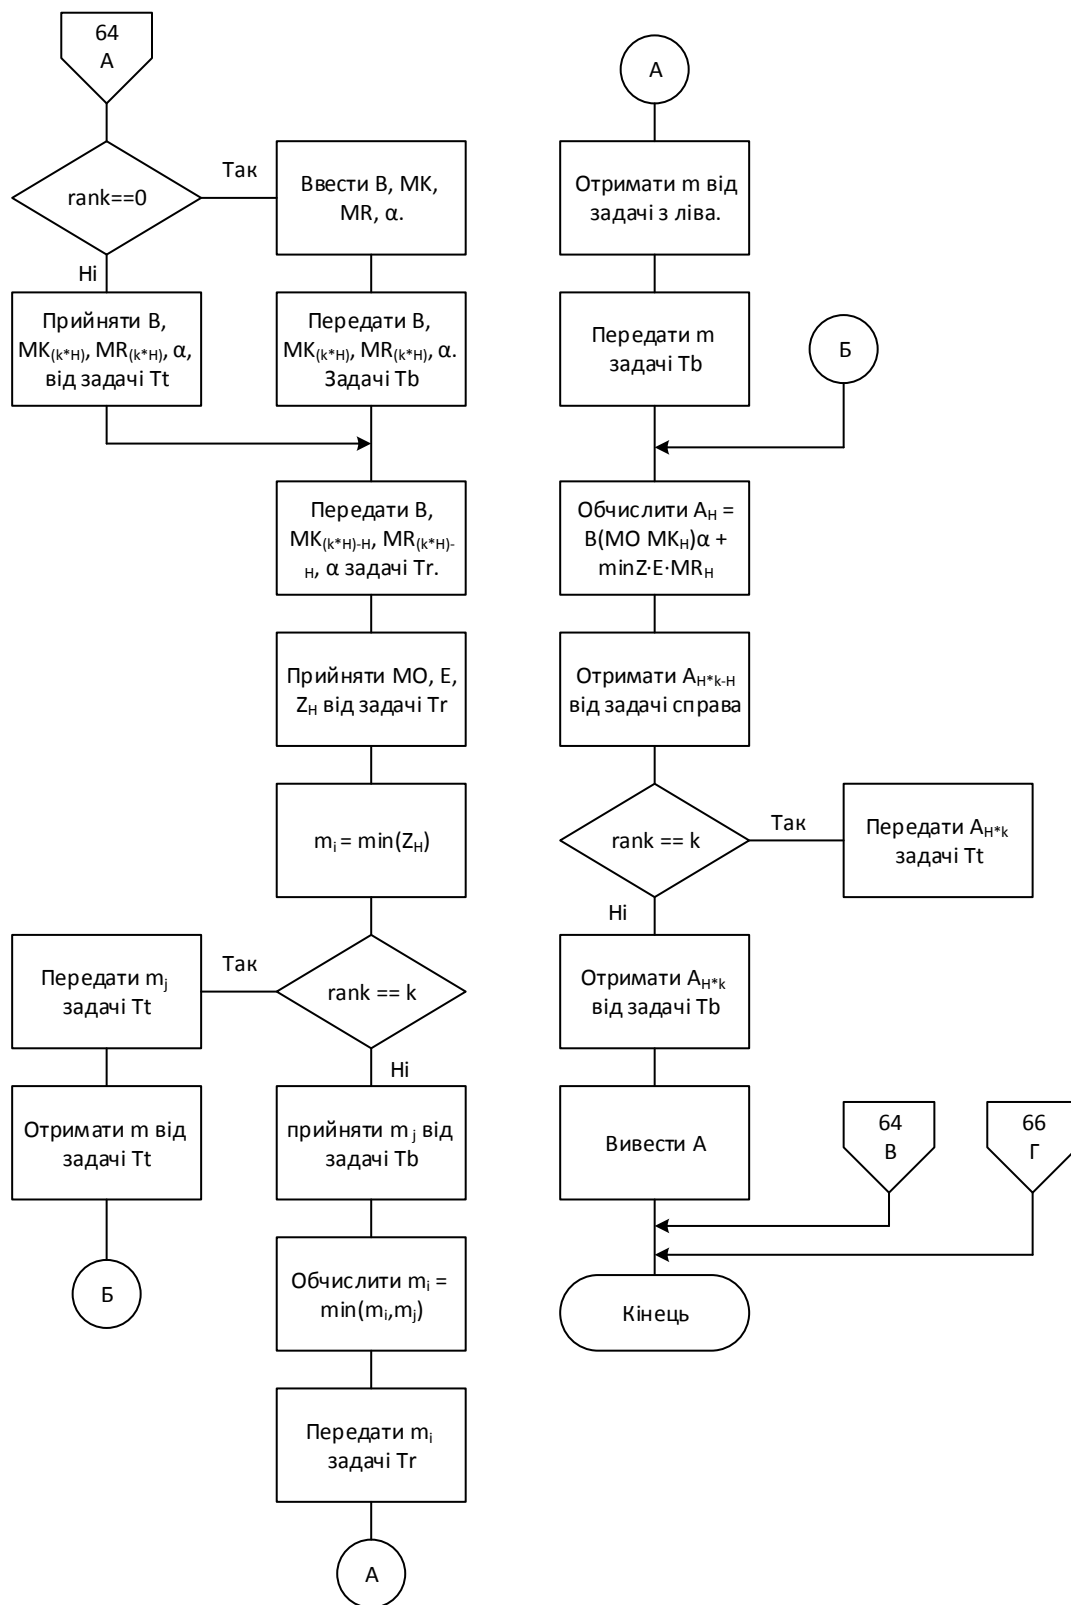 64
А
rank==0
Так
Ні
Ввести B, MK,
MR, α.
Прийняти B,
MK(k*H), MR(k*H), α,
від задачі Tt
Передати B,
MK(k*H), MR(k*H), α.
Задачі Tb
Передати B,
MK(k*H)-H, MR(k*H)-
H, α задачі Tr.
Прийняти MO, E,
ZH від задачі Tr
mi = min(ZH)
rank == k
Так
Ні
Передати mj
задачі Tt
Отримати m від
задачі Tt
Б
прийняти mj від
задачі Tb
Обчислити mi =
min(mi,mj)
Передати mi
задачі Tr
А
А
Отримати m від
задачі з ліва.
Передати m
задачі Tb
Б
Обчислити AH =
B(MO MKH)α +
minZ·E·MRH
Отримати AH*k-H
від задачі справа
rank == k
Так
Ні
Передати AH*k
задачі Tt
Отримати AH*k
від задачі Tb
Вивести A
64
В
66
Г
Кінець